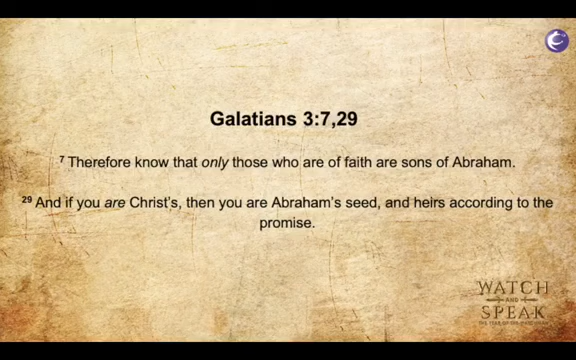 Galatians 3:7,29
7 Therefore know that only those who are of faith are sons of Abraham.
29 And if you are Christ's, then you are Abraham's seed, and heirs according to the
promise.
WATCH
AND
SPEAK